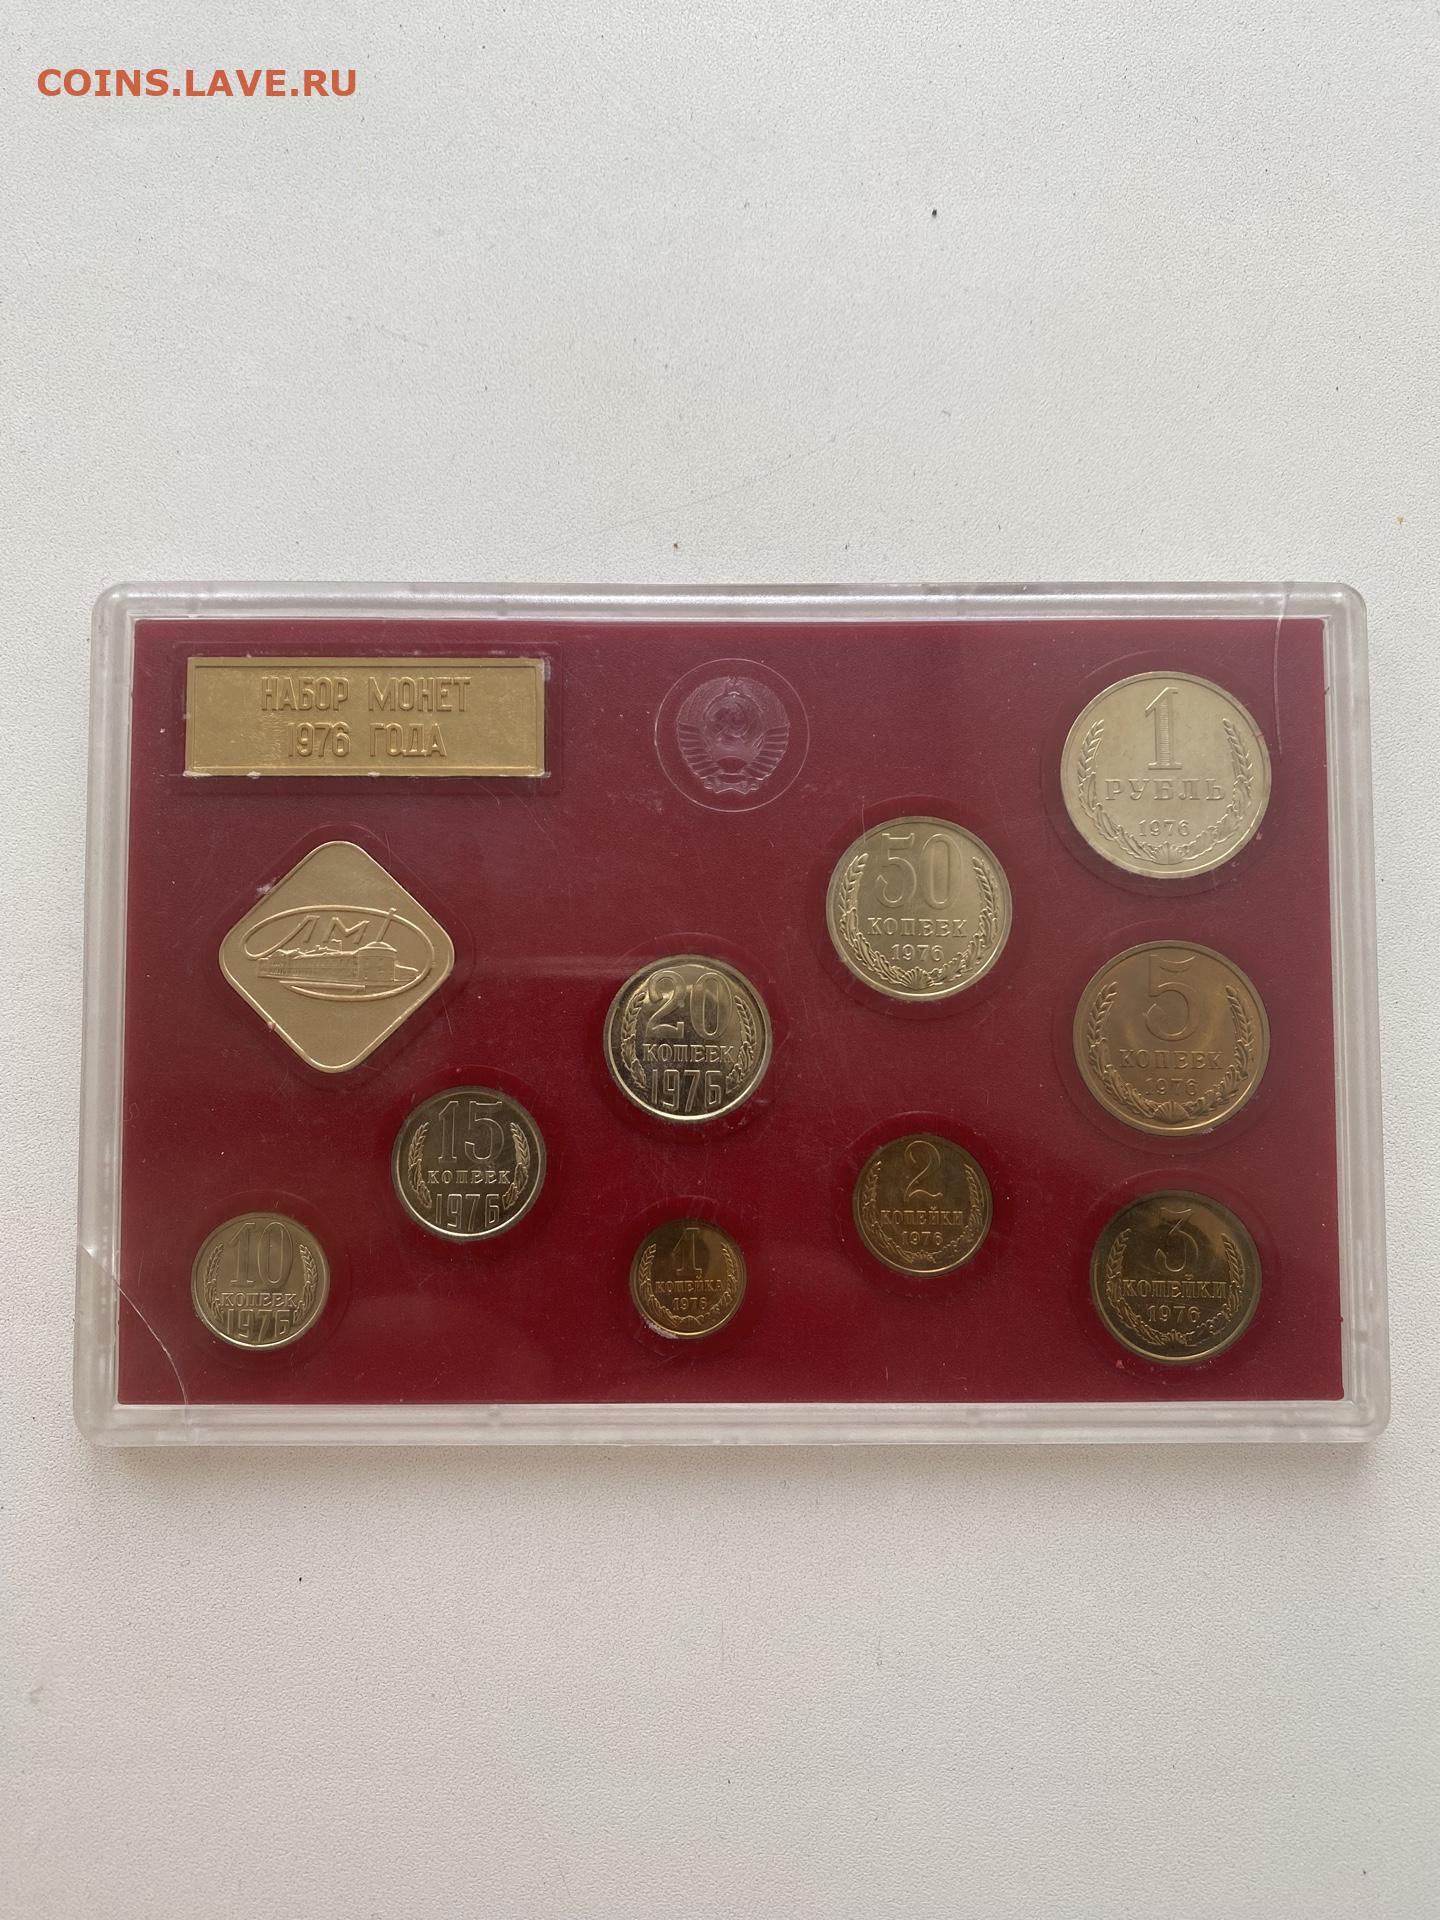 COINS.LAVE.RU
НАБОР МОНЕТ
1976 ГОДА
1
РУБЛЬ
1976
50
КОПЕЕК
1976
ЛМД
5
КОПЕЕК
1976
20
КОПЕЕК
1976
15
КОПЕЕК
1976
2
КОПЕЙКИ
1976
3
КОПЕЙКИ
1976
10
КОПЕЕК
1976
1
КОПЕЙКА
1976